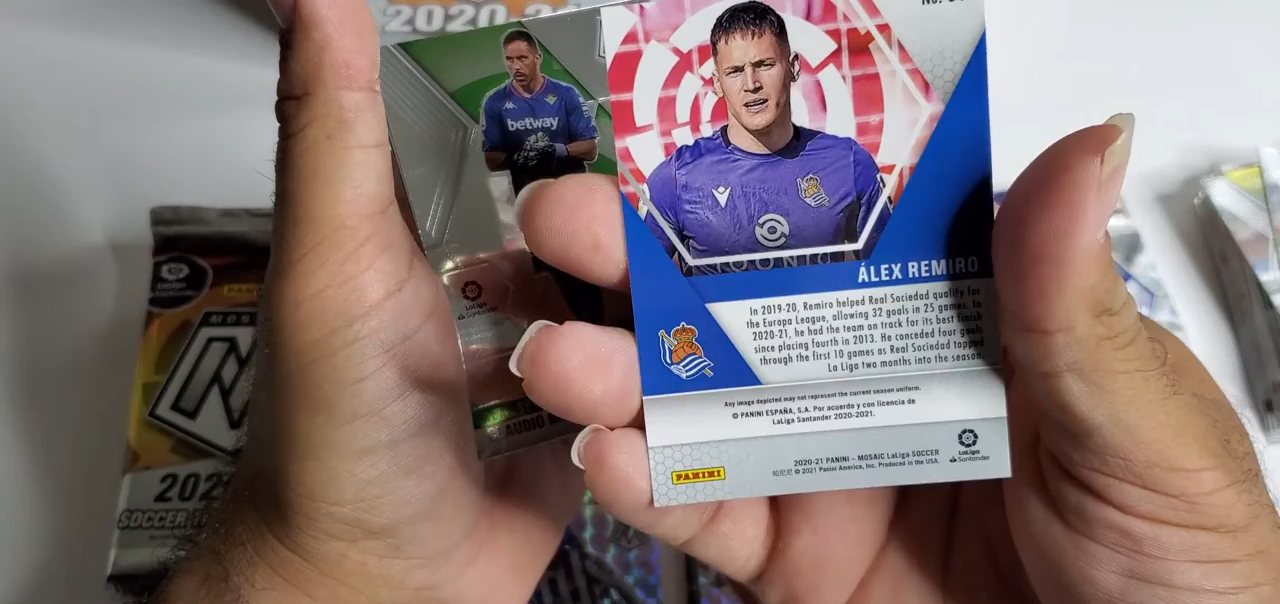 2020-2
betway
No.
ÁLEX REMIRO
In 2019-20, Remiro helped Real Sociedad qualify for
the Europa League, allowing 32 goals in 25 games. In
2020-21, he had the team on track for its best finish
since placing fourth in 2013. He conceded four goals
through the first 10 games as Real Sociedad topped
La Liga two months into the season.
Any image depicted may not represent the current season uniform.
© PANINI ESPAÑA, S.A. Por acuerdo y con licencia de
LaLiga Santander 2020-2021.
2020-21 PANINI – MOSAIC LaLiga SOCCER
© 2021 Panini America, Inc. Produced in the USA.
PANINI
LaLiga
Santander
LaLiga
Santander
AUDIO
LaLiga
PANINI
MOS
202
SOCCER